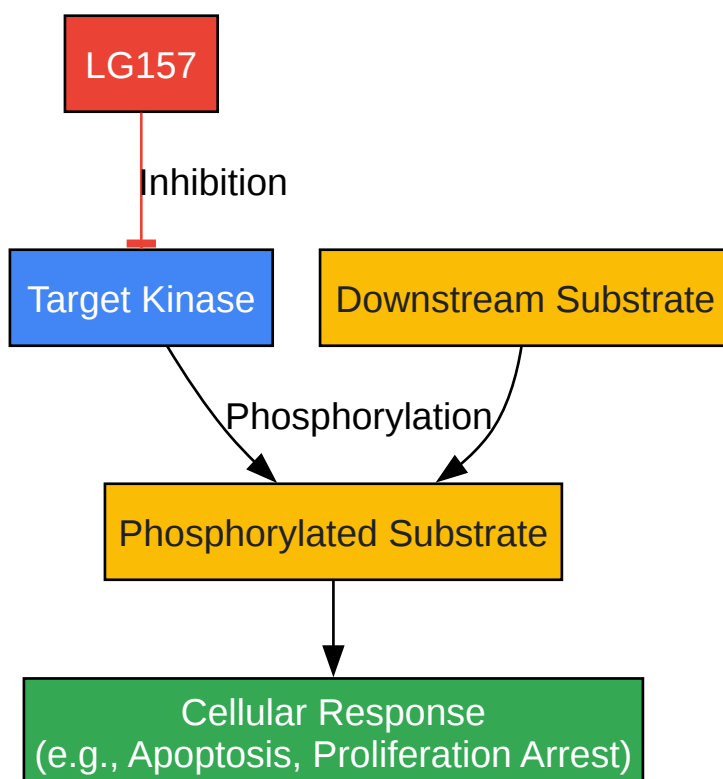 LG157
Inhibition
Target Kinase
Downstream Substrate
Phosphorylation
Phosphorylated Substrate
Cellular Response
(e.g., Apoptosis, Proliferation Arrest)